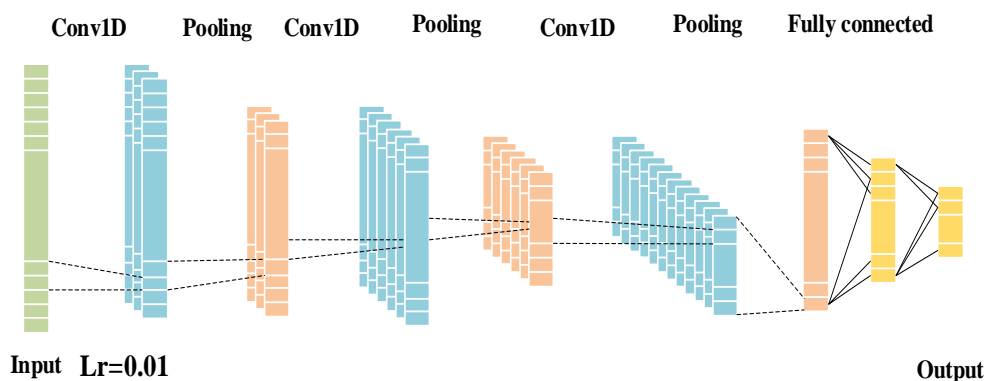 Conv1D Pooling Conv1D Pooling Conv1D Pooling Fully connected
Input Lr=0.01 Output